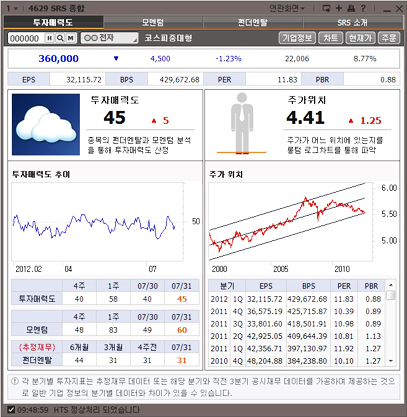 1 4629 SRS 종합 연관화면
투자매력도 모멘텀 펀더멘탈 SRS 소개
000000 H M 전자 코스피중대형 기업정보 차트 현재가 주문
360,000 ▼ 4,500 -1.23% 22,006 8.77%
EPS 32,115.72 BPS 429,672.68 PER 11.83 PBR 0.88
투자매력도
45 ▲ 5
종목의 펀더멘탈과 모멘텀 분석
을 통해 투자매력도 산정
주가위치
4.41 ▲ 1.25
주가가 어느 위치에 있는지를
롱텀 로그차트를 통해 파악
투자매력도 추이
50
2012.02 04 07
주가 위치
6.00
5.50
5.00
2000 2005 2010
4주 1주 07/30 07/31
투자매력도 40 58 40 45
4주 1주 07/30 07/31
모멘텀 48 83 49 60
(추정재무) 6개월 3개월 4주전 07/31
펀더멘탈 44 31 31 31
분기 EPS BPS PER PBR
2012 1Q 32,115.72 429,672.68 11.83 0.88
2011 4Q 36,575.19 425,718.57 15.87 0.89
2011 3Q 33,801.60 418,501.91 10.98 0.89
2011 2Q 42,925.05 409,644.39 10.81 1.13
2011 1Q 42,356.71 397,130.97 11.92 1.27
2010 4Q 48,204.88 384,238.80 10.10 1.27
ⓘ 각 분기별 투자지표는 추정재무 데이터 또는 해당 분기와 직전 3분기 공시재무 데이터를 가공하여 제공하는 것으
로 일반 기업 정보의 분기별 데이터와 차이가 있을 수 있습니다.
08:48:59 HTS 정상처리 되었습니다